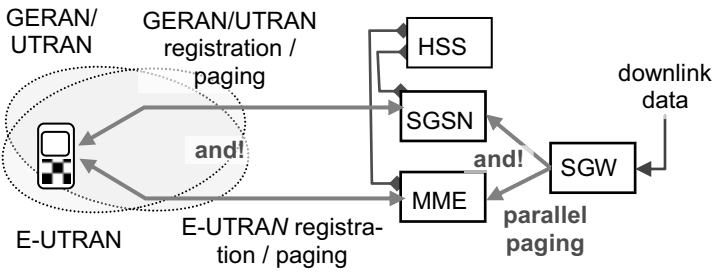 GERAN/
UTRAN
GERAN/UTRAN
registration /
paging
HSS
downlink
data
SGSN
and!
and!
SGW
MME
parallel
paging
E-UTRAN
E-UTRAN registra-
tion / paging